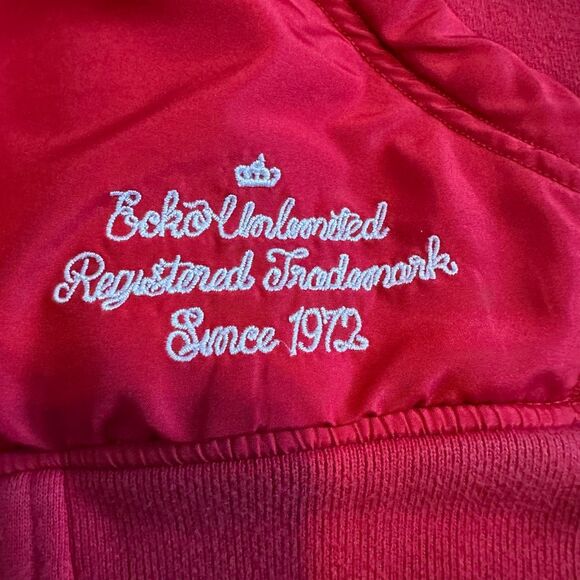 Eckō Unlimited
Registered Trademark
Since 1972